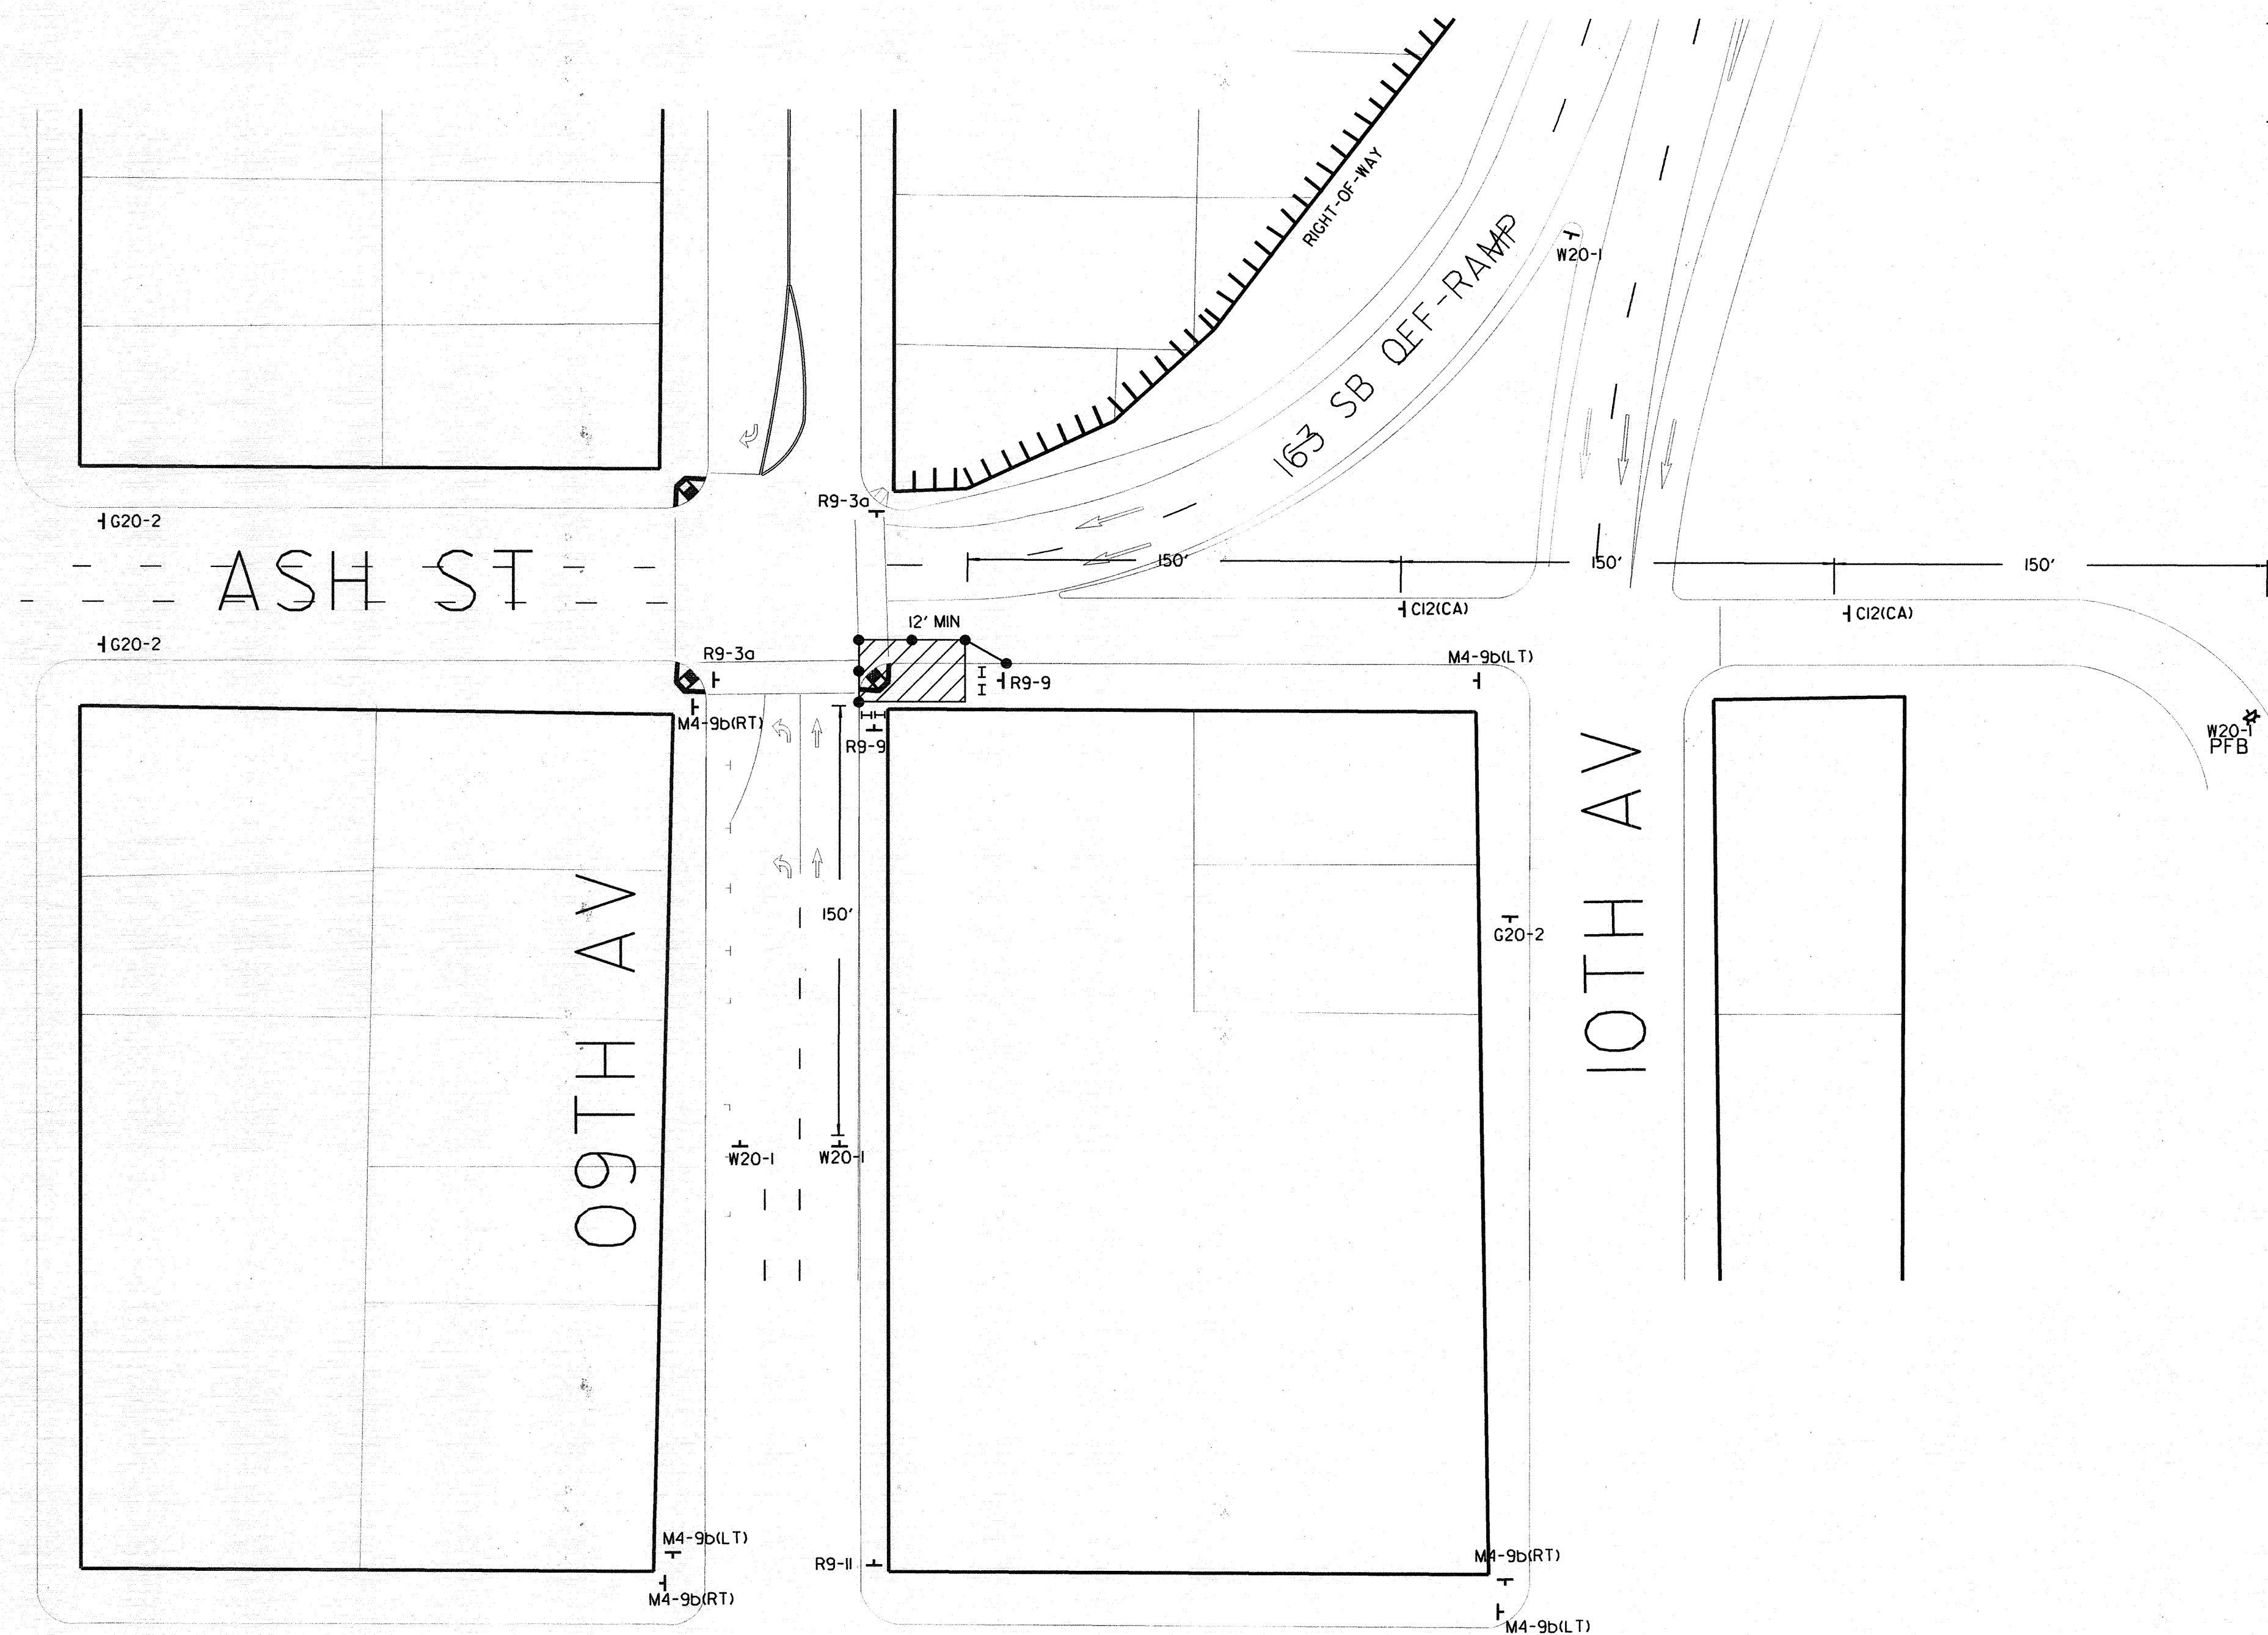 RIGHT-OF-WAY
163 SB OFF-RAMP
W20-1
R9-3a
G20-2
ASH ST
150'
150'
150'
C12(CA)
C12(CA)
12' MIN
G20-2
R9-3a
R9-9
M4-9b(LT)
M4-9b(RT)
R9-9
W20-1
PFB
09TH AV
10TH AV
150'
G20-2
W20-1
W20-1
M4-9b(LT)
R9-11
M4-9b(RT)
M4-9b(RT)
M4-9b(LT)